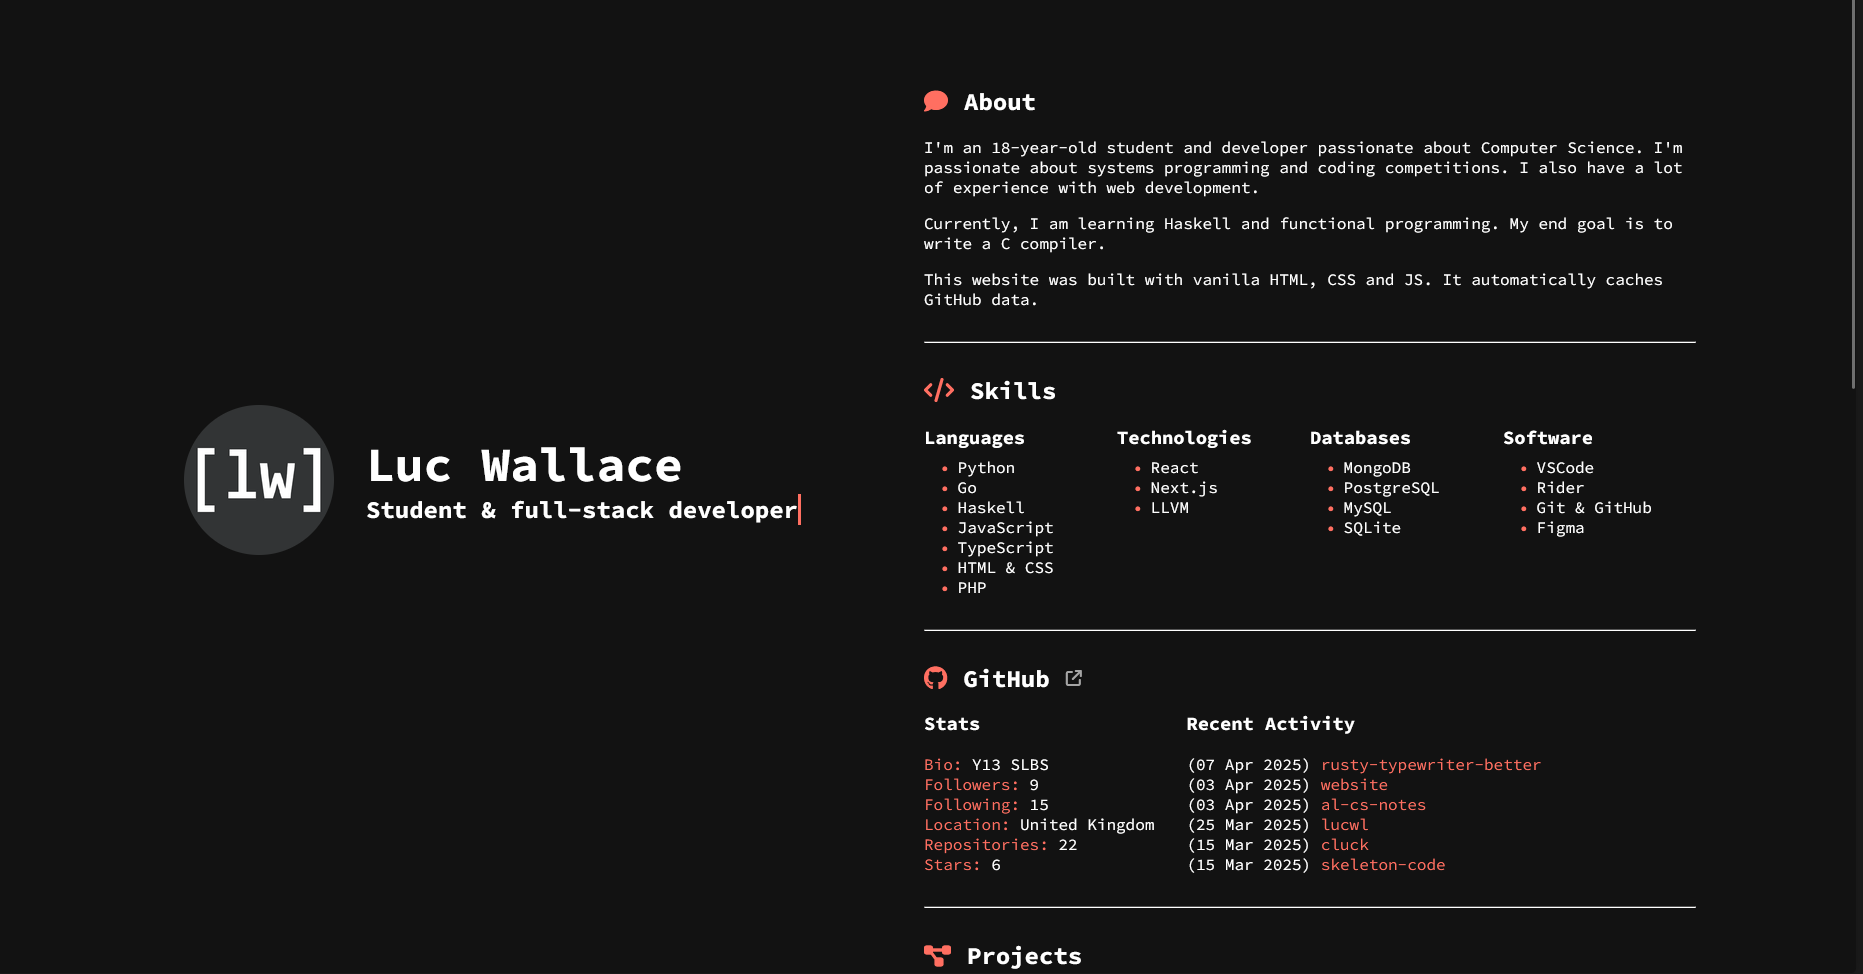 [lw]
Luc Wallace
Student & full-stack developer
About
I'm an 18-year-old student and developer passionate about Computer Science. I'm
passionate about systems programming and coding competitions. I also have a lot
of experience with web development.
Currently, I am learning Haskell and functional programming. My end goal is to
write a C compiler.
This website was built with vanilla HTML, CSS and JS. It automatically caches
GitHub data.
</> Skills
Languages
• Python
• Go
• Haskell
• JavaScript
• TypeScript
• HTML & CSS
• PHP
Technologies
• React
• Next.js
• LLVM
Databases
• MongoDB
• PostgreSQL
• MySQL
• SQLite
Software
• VSCode
• Rider
• Git & GitHub
• Figma
GitHub
Stats
Bio: Y13 SLBS
Followers: 9
Following: 15
Location: United Kingdom
Repositories: 22
Stars: 6
Recent Activity
(07 Apr 2025) rusty-typewriter-better
(03 Apr 2025) website
(03 Apr 2025) al-cs-notes
(25 Mar 2025) lucwl
(15 Mar 2025) cluck
(15 Mar 2025) skeleton-code
Projects